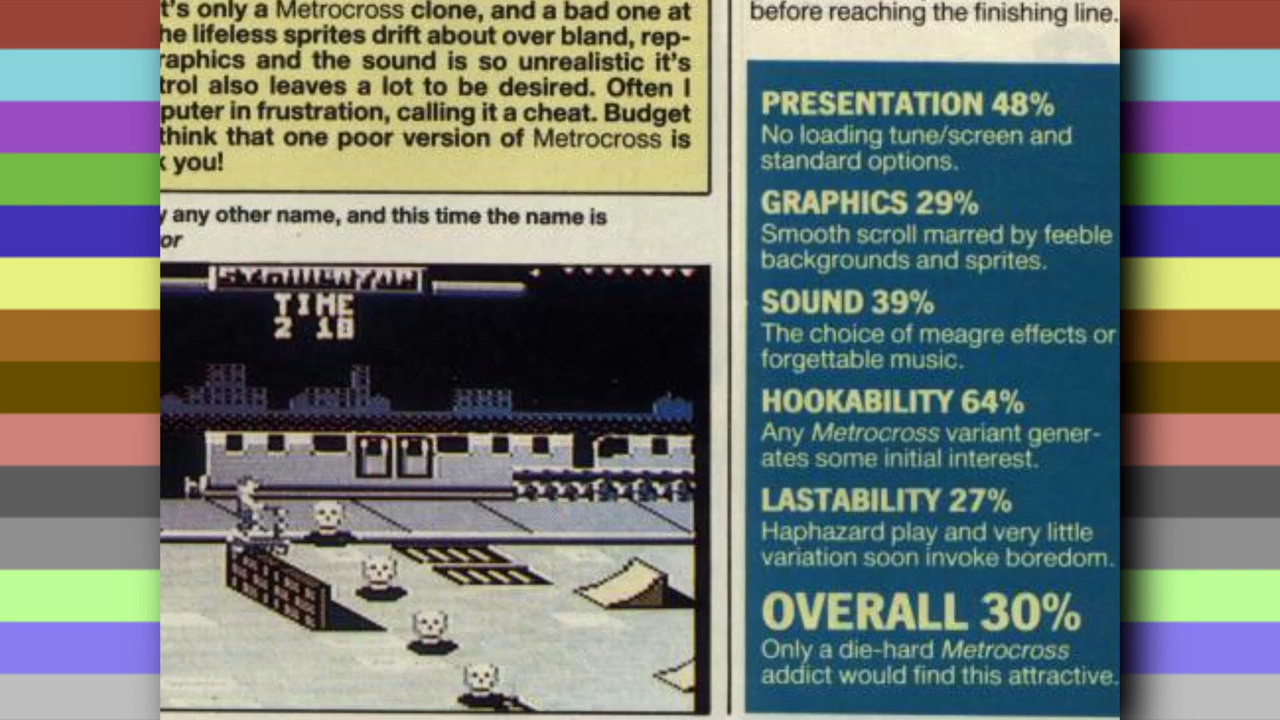 t's only a Metrocross clone, and a bad one at
he lifeless sprites drift about over bland, rep-
raphics and the sound is so unrealistic it's
trol also leaves a lot to be desired. Often I
puter in frustration, calling it a cheat. Budget
think that one poor version of Metrocross is
k you!
y any other name, and this time the name is
or
TIME
2 18
before reaching the finishing line.
PRESENTATION 48%
No loading tune/screen and
standard options.
GRAPHICS 29%
Smooth scroll marred by feeble
backgrounds and sprites.
SOUND 39%
The choice of meagre effects or
forgettable music.
HOOKABILITY 64%
Any Metrocross variant gener-
ates some initial interest.
LASTABILITY 27%
Haphazard play and very little
variation soon invoke boredom.
OVERALL 30%
Only a die-hard Metrocross
addict would find this attractive.